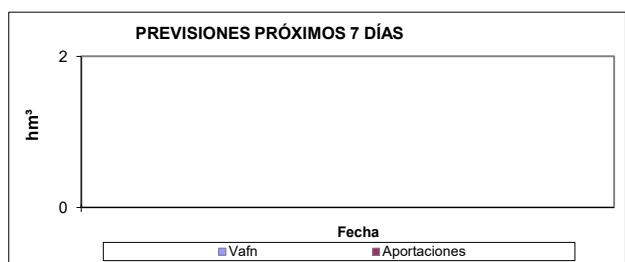 PREVISIONES PRÓXIMOS 7 DÍAS
2
hm³
0
Fecha
Vafn Aportaciones